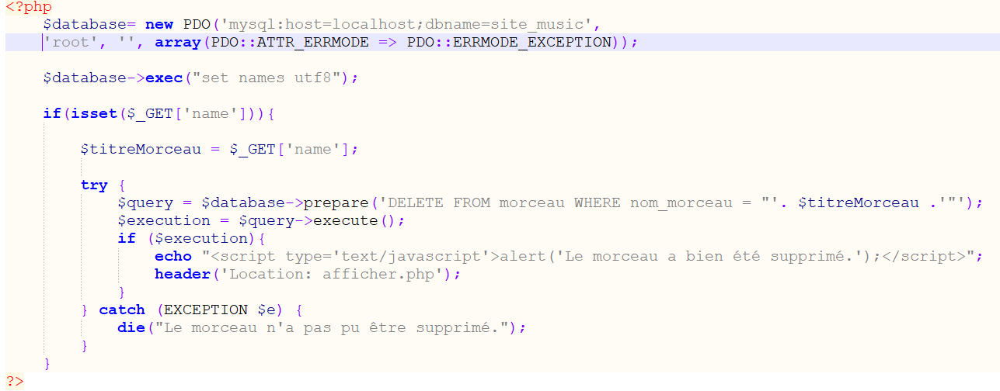 <?php
$database= new PDO('mysql:host=localhost;dbname=site_music',
'root', '', array(PDO::ATTR_ERRMODE => PDO::ERRMODE_EXCEPTION));
$database->exec("set names utf8");
if(isset($_GET['name'])){
$titreMorceau = $_GET['name'];
try {
$query = $database->prepare('DELETE FROM morceau WHERE nom_morceau = "'. $titreMorceau .'"');
$execution = $query->execute();
if ($execution){
echo "<script type='text/javascript'>alert('Le morceau a bien été supprimé.');</script>";
header('Location: afficher.php');
}
} catch (EXCEPTION $e) {
die("Le morceau n'a pas pu être supprimé.");
}
}
?>